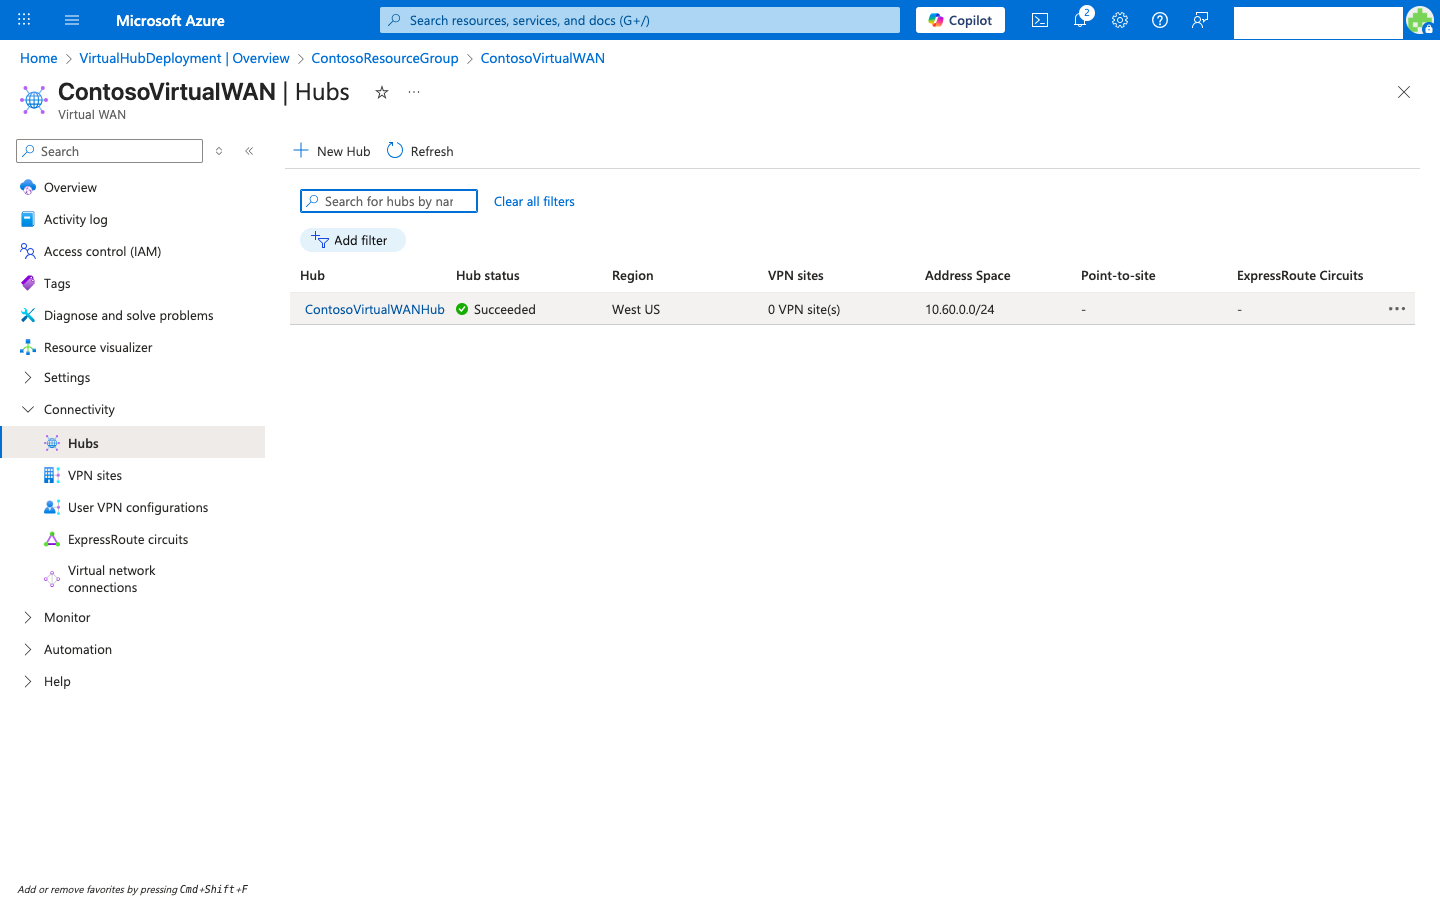 Microsoft Azure
Search resources, services, and docs (G+/)
Copilot
2
Home > VirtualHubDeployment | Overview > ContosoResourceGroup > ContosoVirtualWAN
ContosoVirtualWAN | Hubs
Virtual WAN
Search
New Hub
Refresh
Overview
Activity log
Access control (IAM)
Tags
Diagnose and solve problems
Resource visualizer
Settings
Connectivity
Hubs
VPN sites
User VPN configurations
ExpressRoute circuits
Virtual network
connections
Monitor
Automation
Help
Search for hubs by nar
Clear all filters
Add filter
Hub Hub status Region VPN sites Address Space Point-to-site ExpressRoute Circuits
ContosoVirtualWANHub Succeeded West US 0 VPN site(s) 10.60.0.0/24 - -
Add or remove favorites by pressing Cmd+Shift+F